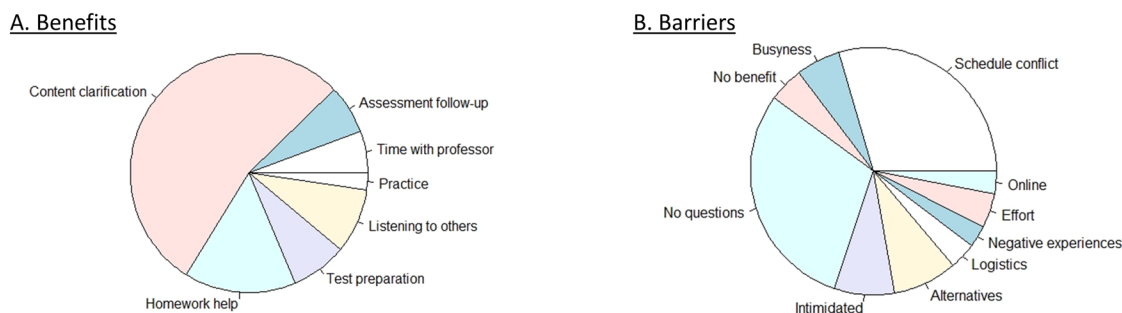 A. Benefits
Content clarification
Assessment follow-up
Time with professor
Practice
Listening to others
Test preparation
Homework help
B. Barriers
Busyness
Schedule conflict
No benefit
No questions
Online
Effort
Negative experiences
Logistics
Alternatives
Intimidated